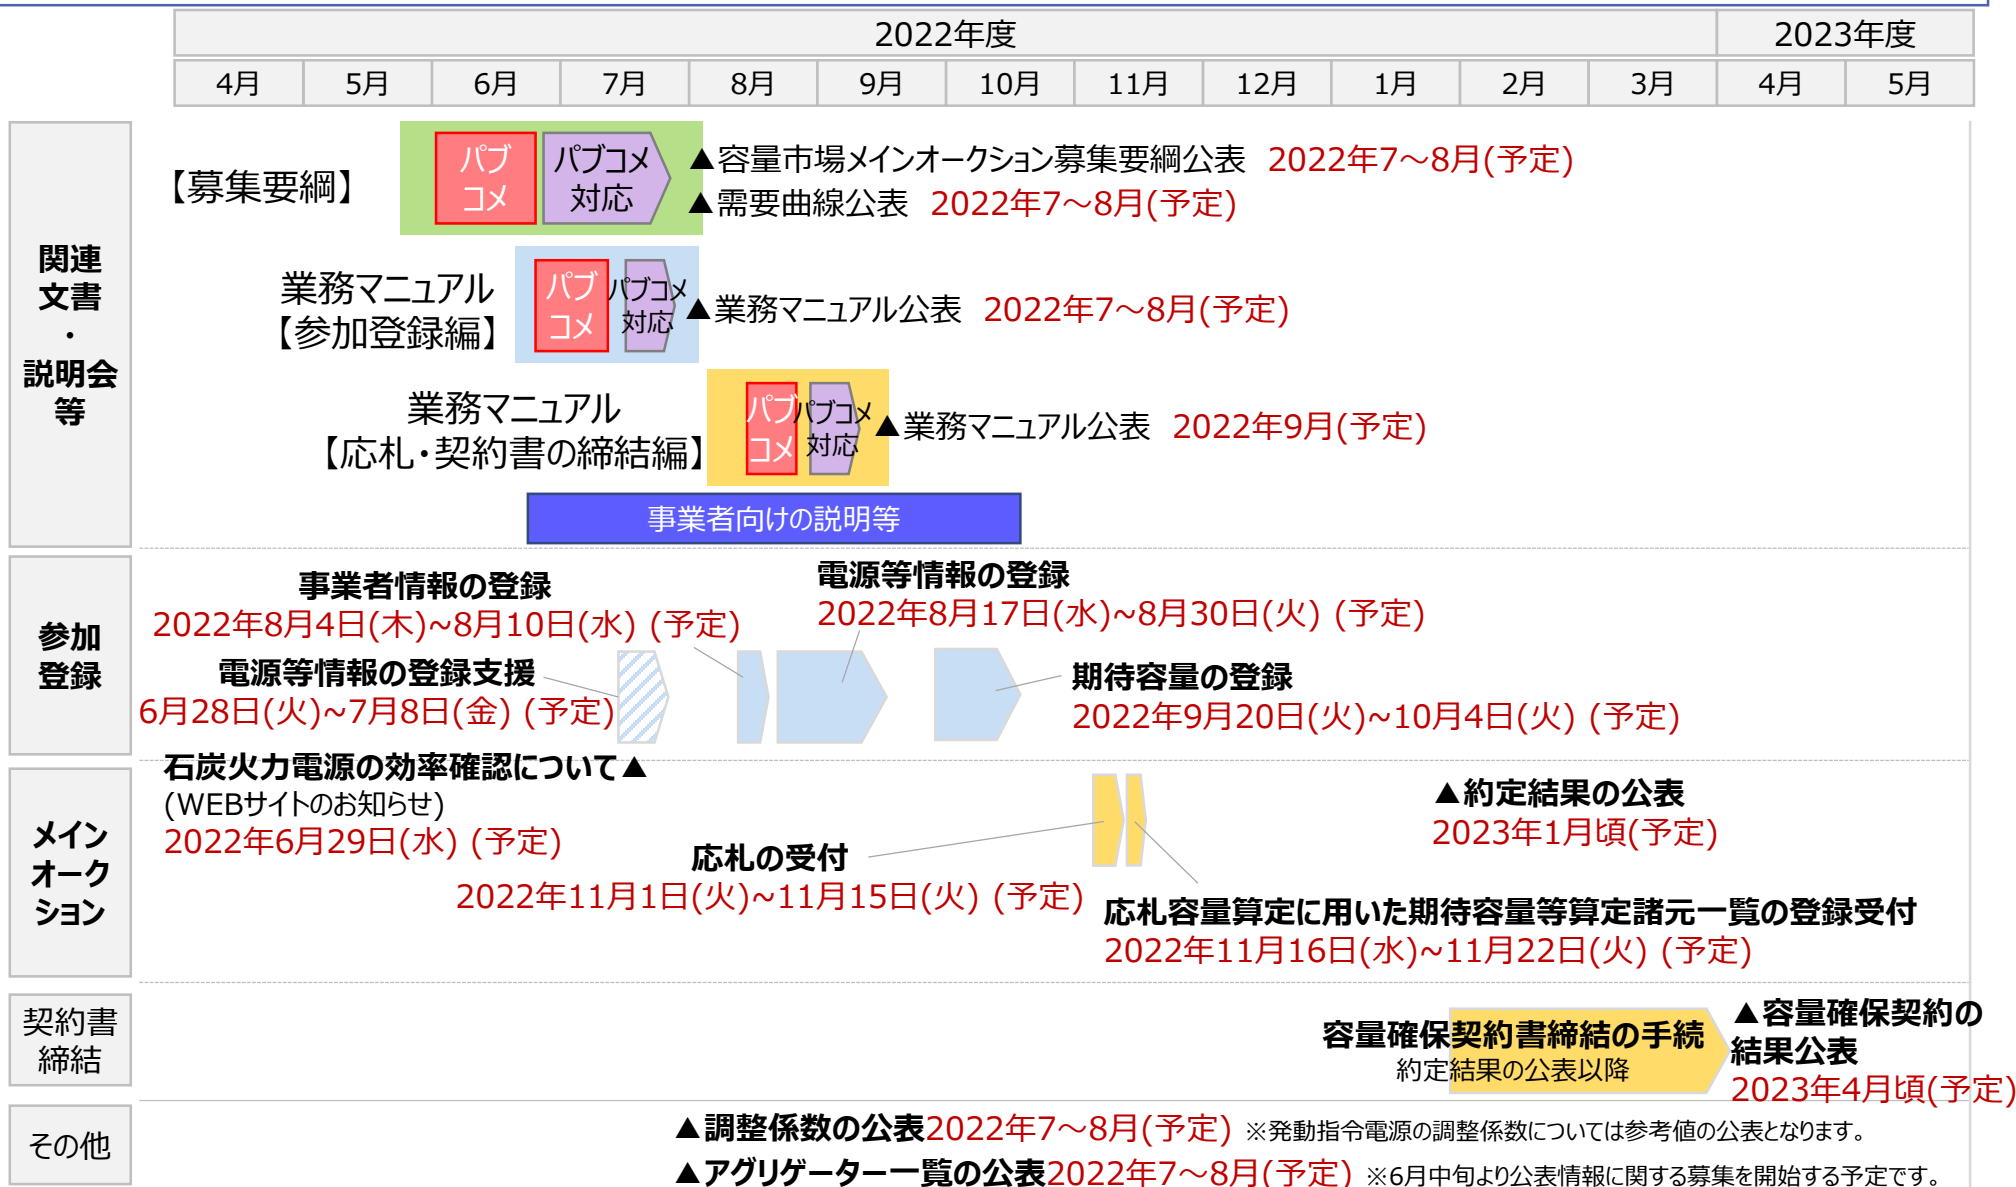 2022年度
2023年度
4月
5月
6月
7月
8月
9月
10月
11月
12月
1月
2月
3月
4月
5月
関連
文書
・
説明会
等
【募集要綱】
パブ
コメ
パブコメ
対応
▲容量市場メインオークション募集要綱公表 2022年7～8月(予定)
▲需要曲線公表 2022年7～8月(予定)
業務マニュアル
【参加登録編】
パブ
コメ
パブコメ
対応
▲業務マニュアル公表 2022年7～8月(予定)
業務マニュアル
【応札・契約書の締結編】
パブ
コメ
パブコメ
対応
▲業務マニュアル公表 2022年9月(予定)
事業者向けの説明等
参加
登録
事業者情報の登録
2022年8月4日(木)~8月10日(水) (予定)
電源等情報の登録
2022年8月17日(水)~8月30日(火) (予定)
電源等情報の登録支援
6月28日(火)~7月8日(金) (予定)
期待容量の登録
2022年9月20日(火)~10月4日(火) (予定)
メイン
オーク
ション
石炭火力電源の効率確認について▲
(WEBサイトのお知らせ)
2022年6月29日(水) (予定)
応札の受付
2022年11月1日(火)~11月15日(火) (予定)
▲約定結果の公表
2023年1月頃(予定)
応札容量算定に用いた期待容量等算定諸元一覧の登録受付
2022年11月16日(水)~11月22日(火) (予定)
契約書
締結
容量確保契約書締結の手続
約定結果の公表以降
▲容量確保契約の
結果公表
2023年4月頃(予定)
その他
▲調整係数の公表2022年7～8月(予定) ※発動指令電源の調整係数については参考値の公表となります。
▲アグリゲーター一覧の公表2022年7～8月(予定) ※6月中旬より公表情報に関する募集を開始する予定です。